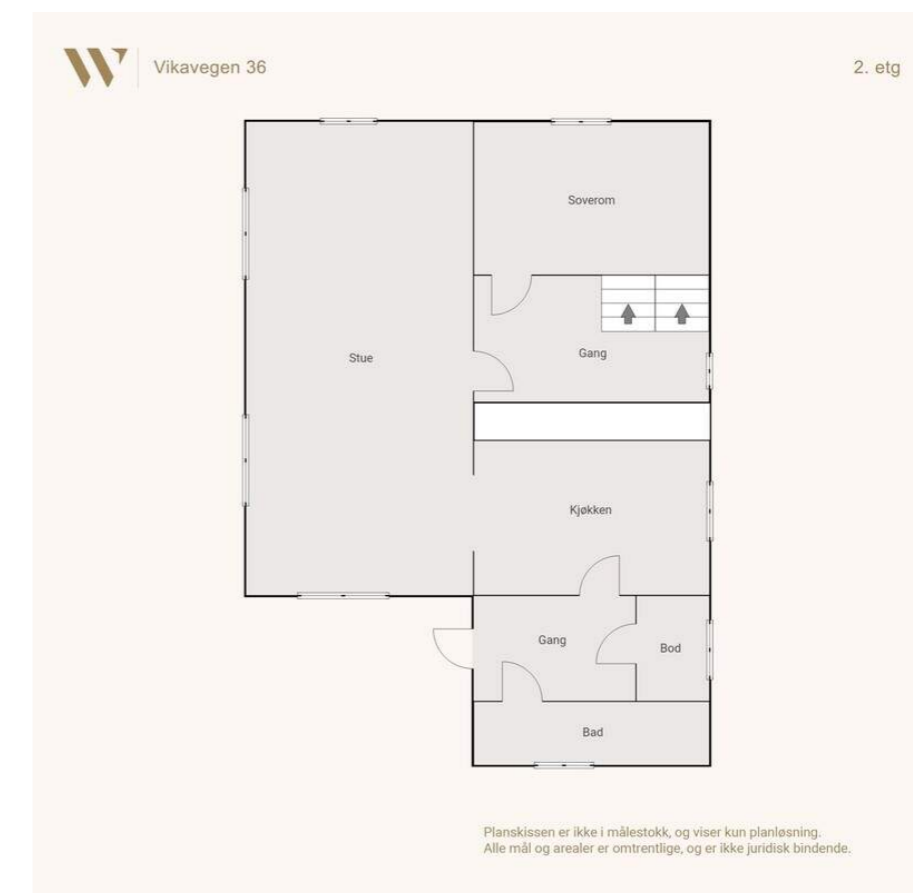 W
Vikavegen 36
2. etg
Soverom
Gang
Stue
Kjøkken
Gang
Bod
Bad
Planskissen er ikke i målestokk, og viser kun planløsning.
Alle mål og arealer er omtrentlige, og er ikke juridisk bindende.